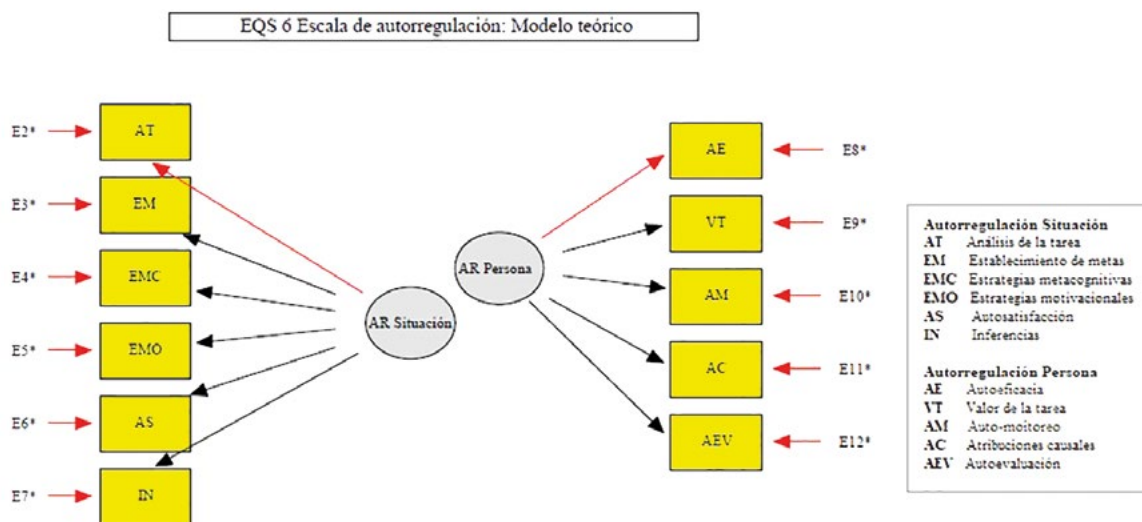 EQS 6 Escala de autorregulación: Modelo teórico
E2*
AT
E3*
EM
E4*
EMC
E5*
EMO
E6*
AS
E7*
IN
AR Situación
AR Persona
AE
E8*
VT
E9*
AM
E10*
AC
E11*
AEV
E12*
Autorregulación Situación
AT Análisis de la tarea
EM Establecimiento de metas
EMC Estrategias metacognitivas
EMO Estrategias motivacionales
AS Autosatisfacción
IN Inferencias
Autorregulación Persona
AE Autoeficacia
VT Valor de la tarea
AM Auto-moitoreo
AC Atribuciones causales
AEV Autoevaluación